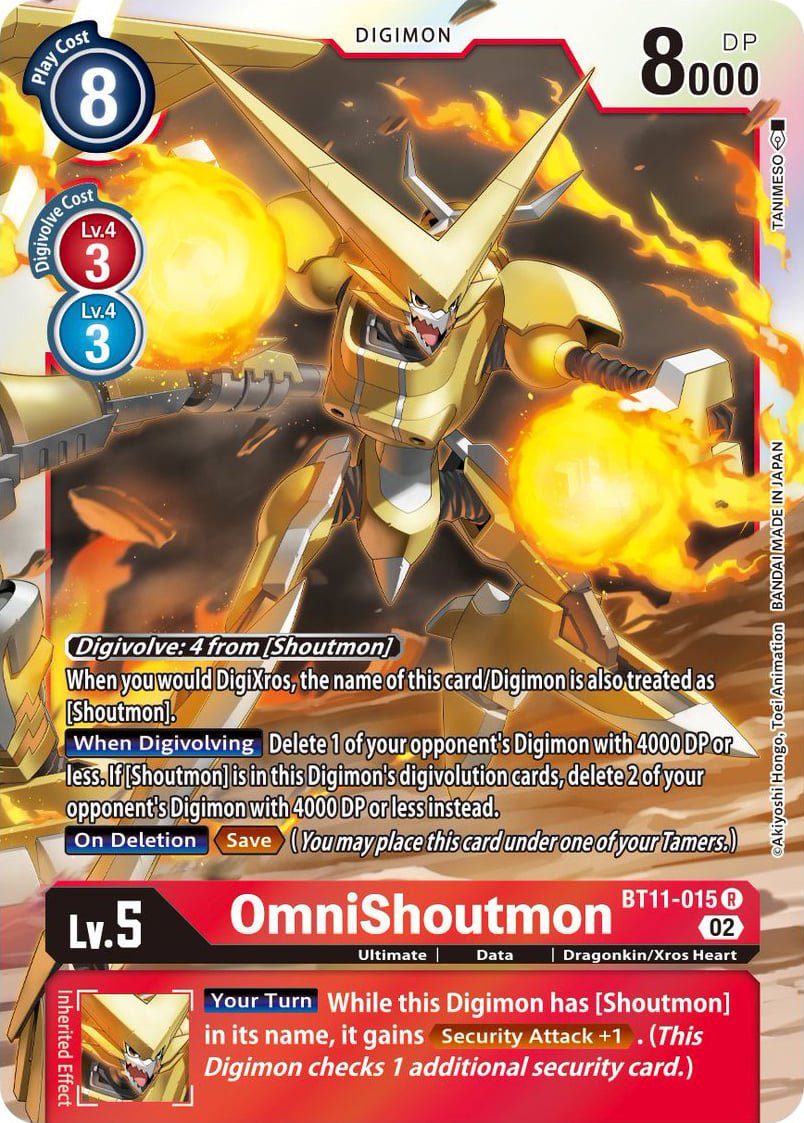 DIGIMON
Play Cost
8
8000 DP
Digivolve Cost
Lv.4
3
Lv.4
3
TANIMESO
BANDAI MADE IN JAPAN
©Akiyoshi Hongo, Toei Animation
Digivolve: 4 from [Shoutmon]
When you would DigiXros, the name of this card/Digimon is also treated as
[Shoutmon].
When Digivolving Delete 1 of your opponent's Digimon with 4000 DP or
less. If [Shoutmon] is in this Digimon's digivolution cards, delete 2 of your
opponent's Digimon with 4000 DP or less instead.
On Deletion Save (You may place this card under one of your Tamers.)
Lv.5
OmniShoutmon
BT11-015 R
02
Ultimate | Data | Dragonkin/Xros Heart
Inherited Effect
Your Turn While this Digimon has [Shoutmon]
in its name, it gains Security Attack +1 . (This
Digimon checks 1 additional security card.)